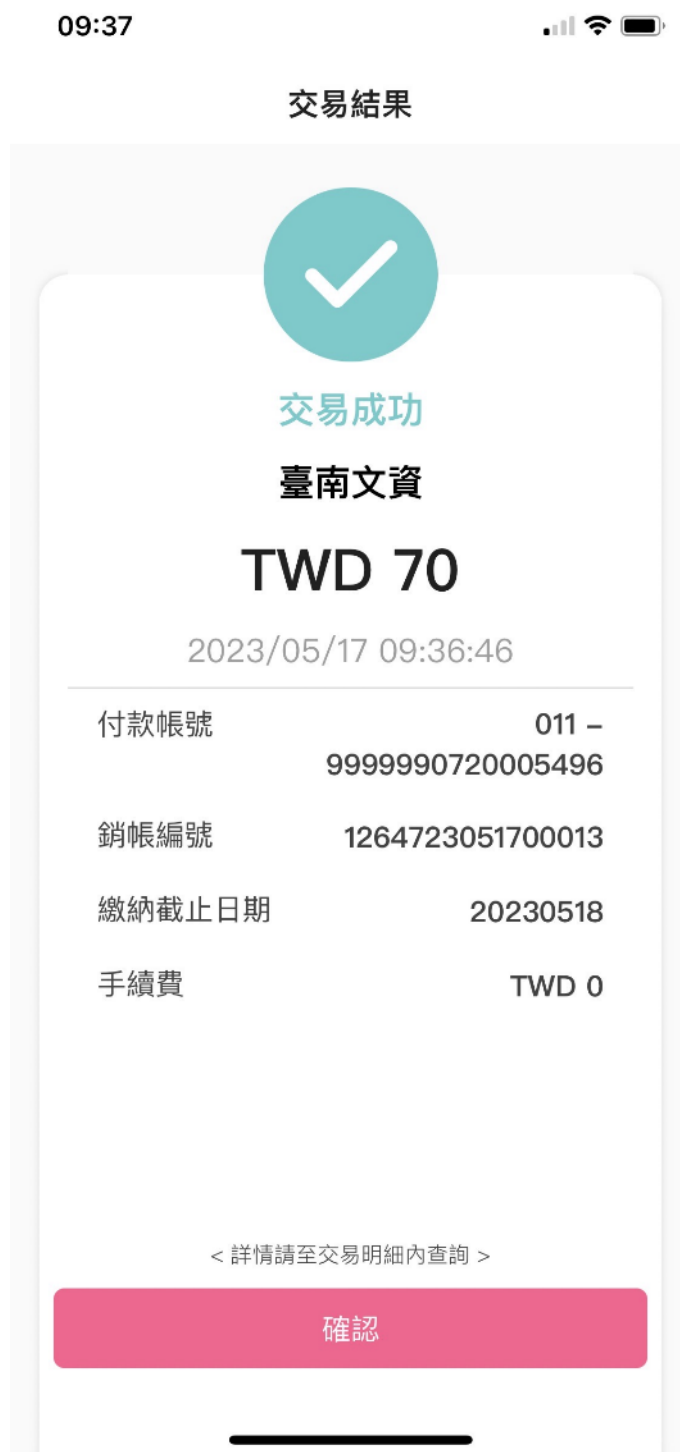 09:37
交易結果
交易成功
臺南文資
TWD 70
2023/05/17 09:36:46
付款帳號 011 –
9999990720005496
銷帳編號 1264723051700013
繳納截止日期 20230518
手續費 TWD 0
< 詳情請至交易明細內查詢 >
確認